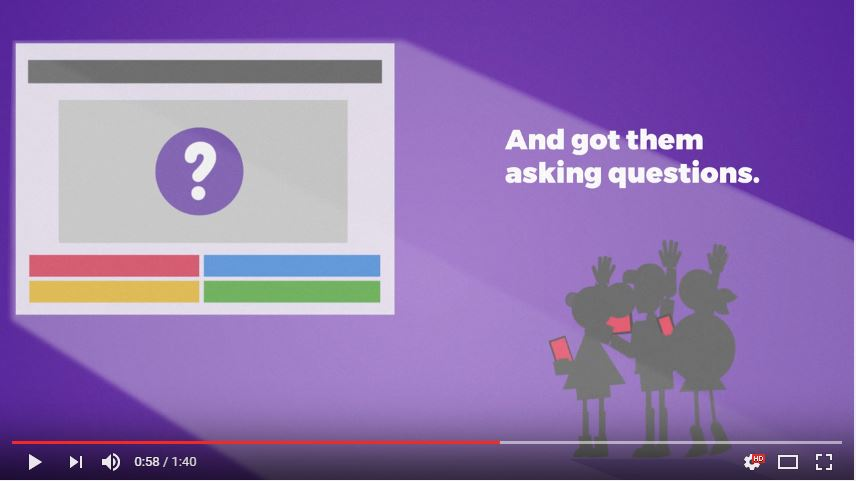 ?
And got them
asking questions.
0:58 / 1:40
HD